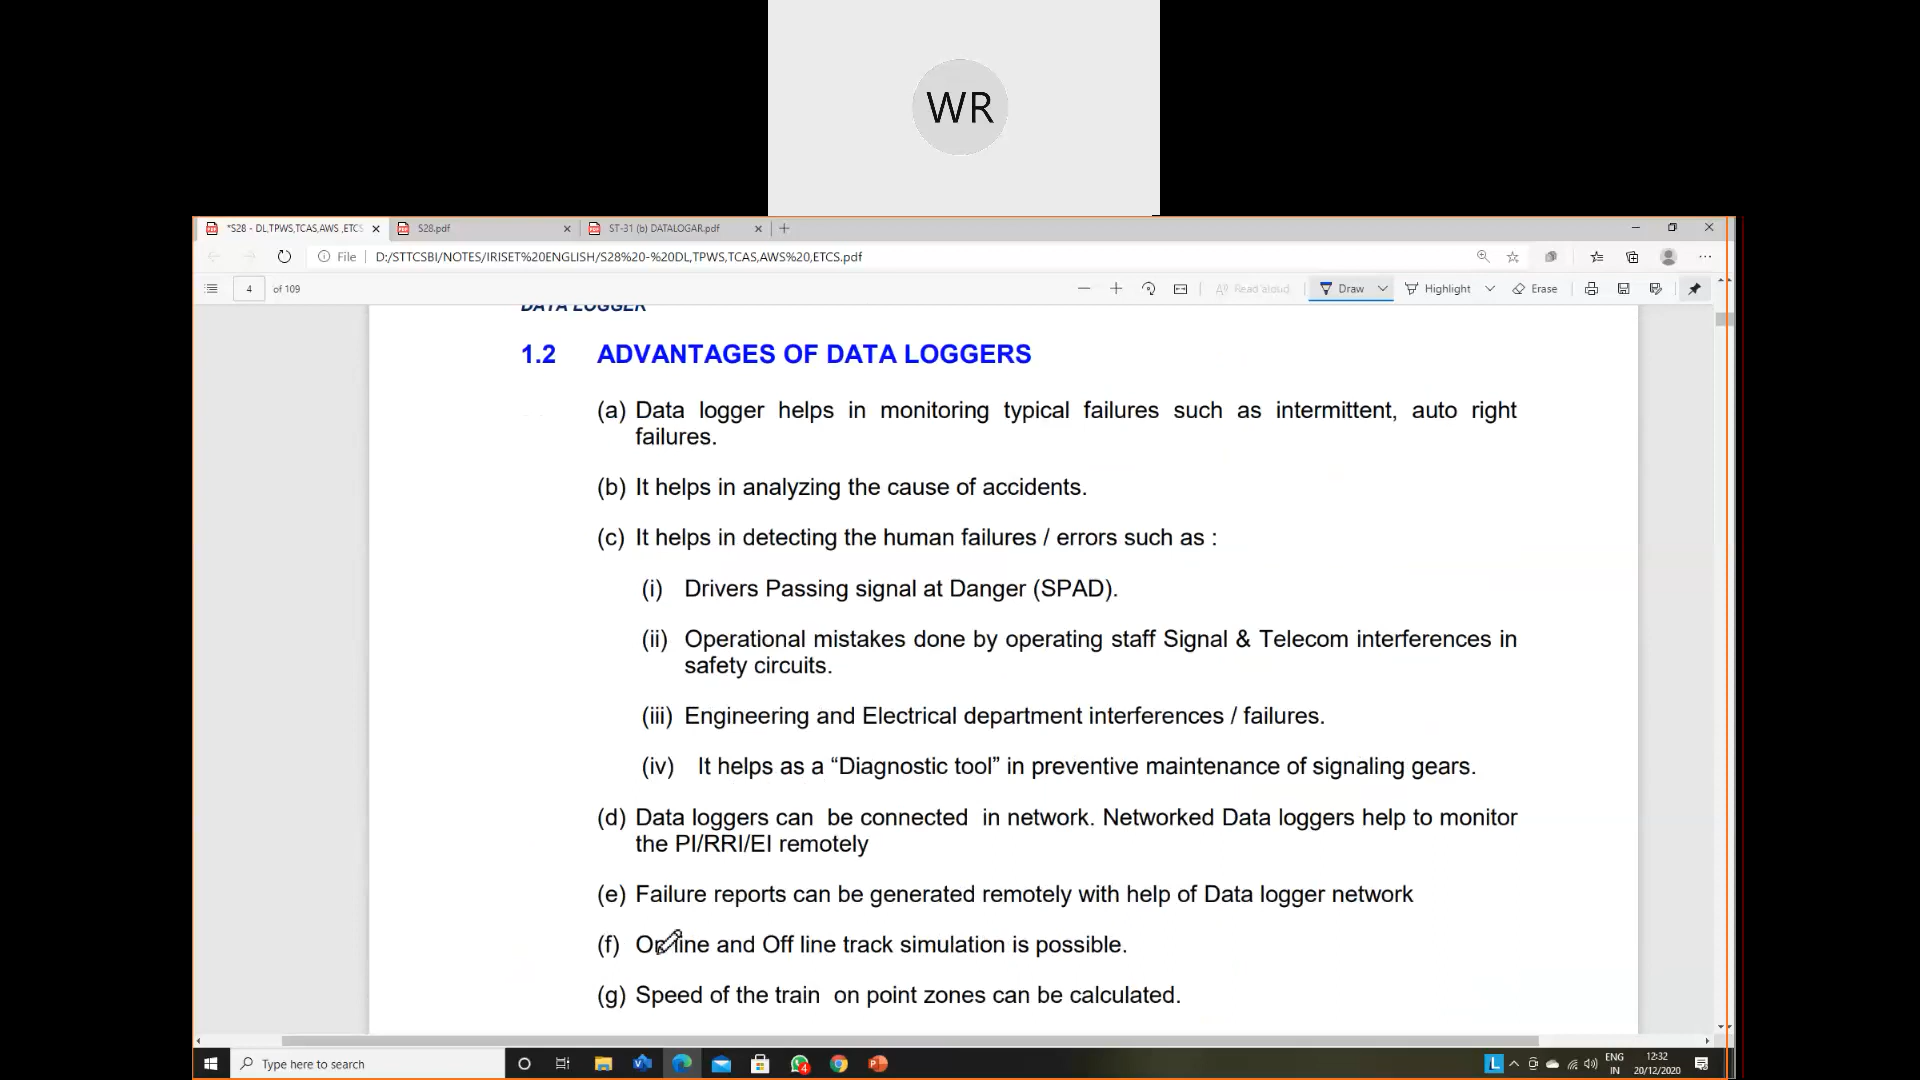 WR
*S28 - DL,TPWS,TCAS,AWS ,ETCS
S28.pdf
ST-31 (b) DATALOGAR.pdf
File
D:/STTCSBI/NOTES/IRISET%20ENGLISH/S28%20-%20DL,TPWS,TCAS,AWS%20,ETCS.pdf
4 of 109
Read aloud
Draw
Highlight
Erase
DATA LOGGER
1.2 ADVANTAGES OF DATA LOGGERS
(a) Data logger helps in monitoring typical failures such as intermittent, auto right
failures.
(b) It helps in analyzing the cause of accidents.
(c) It helps in detecting the human failures / errors such as :
(i) Drivers Passing signal at Danger (SPAD).
(ii) Operational mistakes done by operating staff Signal & Telecom interferences in
safety circuits.
(iii) Engineering and Electrical department interferences / failures.
(iv) It helps as a “Diagnostic tool” in preventive maintenance of signaling gears.
(d) Data loggers can be connected in network. Networked Data loggers help to monitor
the PI/RRI/EI remotely
(e) Failure reports can be generated remotely with help of Data logger network
(f) On line and Off line track simulation is possible.
(g) Speed of the train on point zones can be calculated.
Type here to search
4
L
ENG
IN
12:32
20/12/2020